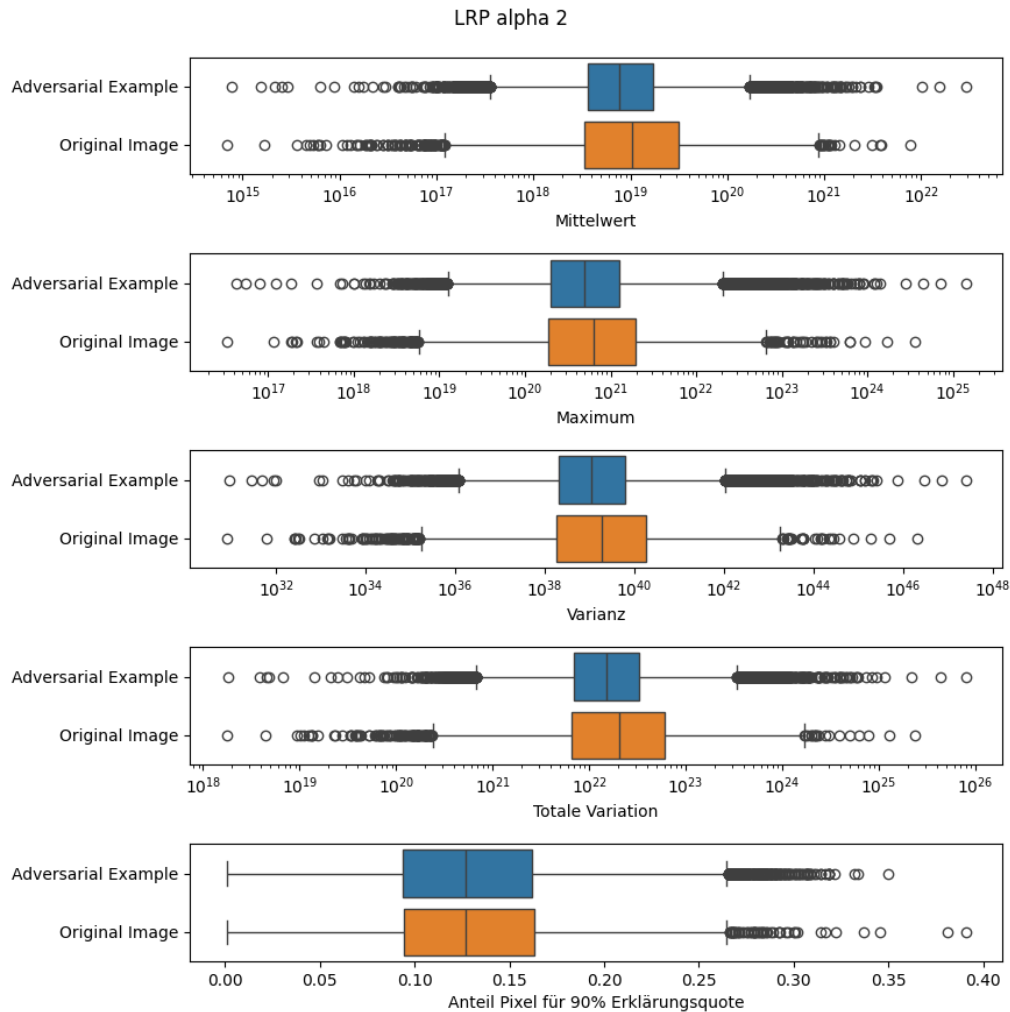 LRP alpha 2
Adversarial Example
Original Image
10^15 10^16 10^17 10^18 10^19 10^20 10^21 10^22
Mittelwert
Adversarial Example
Original Image
10^17 10^18 10^19 10^20 10^21 10^22 10^23 10^24 10^25
Maximum
Adversarial Example
Original Image
10^32 10^34 10^36 10^38 10^40 10^42 10^44 10^46 10^48
Varianz
Adversarial Example
Original Image
10^18 10^19 10^20 10^21 10^22 10^23 10^24 10^25 10^26
Totale Variation
Adversarial Example
Original Image
0.00 0.05 0.10 0.15 0.20 0.25 0.30 0.35 0.40
Anteil Pixel für 90% Erklärungsquote